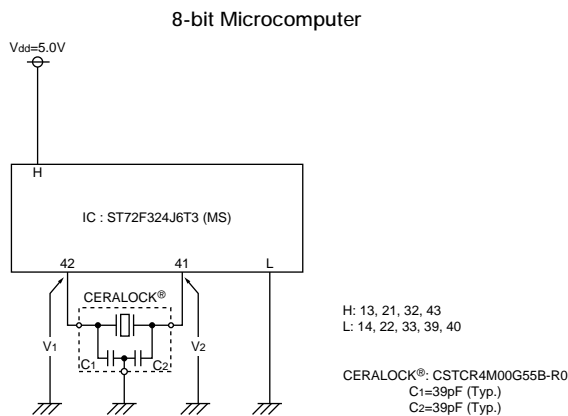 8-bit Microcomputer
Vdd=5.0V
H
IC : ST72F324J6T3 (MS)
42 41 L
CERALOCK®
V1 V2
C1 C2
H: 13, 21, 32, 43
L: 14, 22, 33, 39, 40
CERALOCK®: CSTCR4M00G55B-R0
C1=39pF (Typ.)
C2=39pF (Typ.)